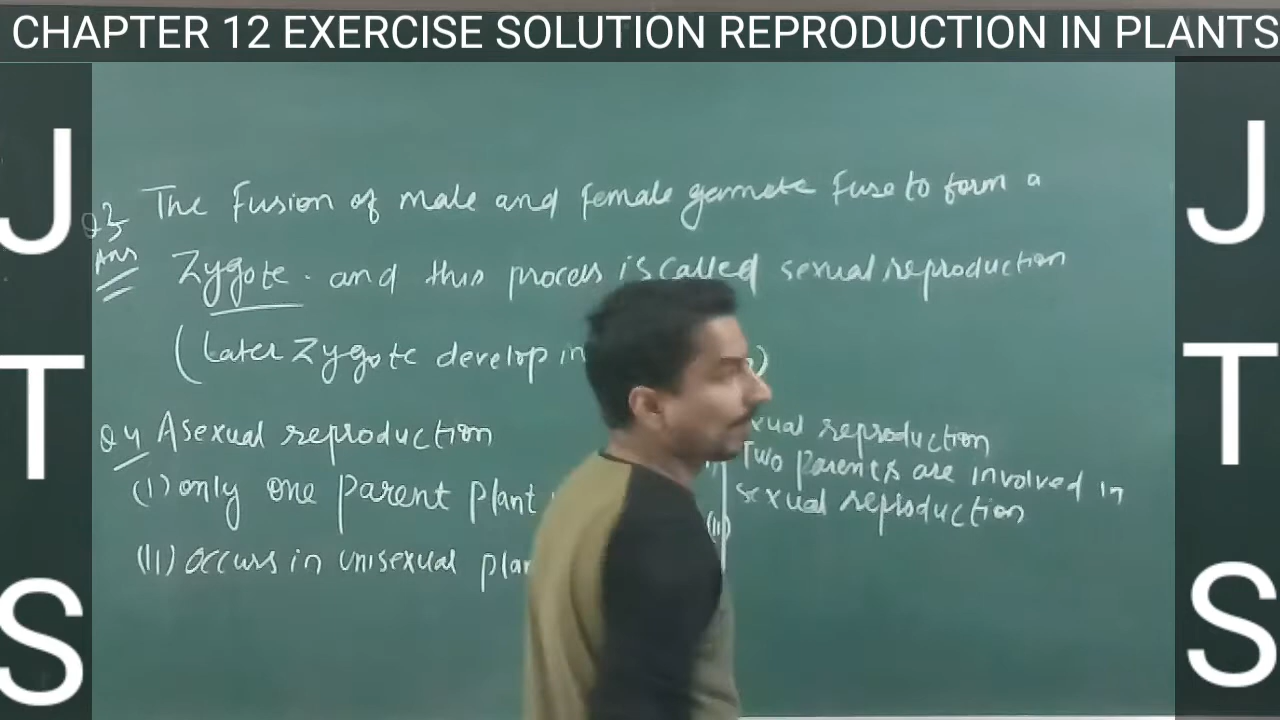 CHAPTER 12 EXERCISE SOLUTION REPRODUCTION IN PLANTS
J T S
J T S
Q3 The Fusion of male and female gamete fuse to form a
Ans Zygote. and this process is called sexual reproduction
(Later Zygote develop in )
Q4 Asexual reproduction
(I) only one parent plant
(II) occurs in unisexual
xual reproduction
Two parents are involved in
sexual reproduction
(II)